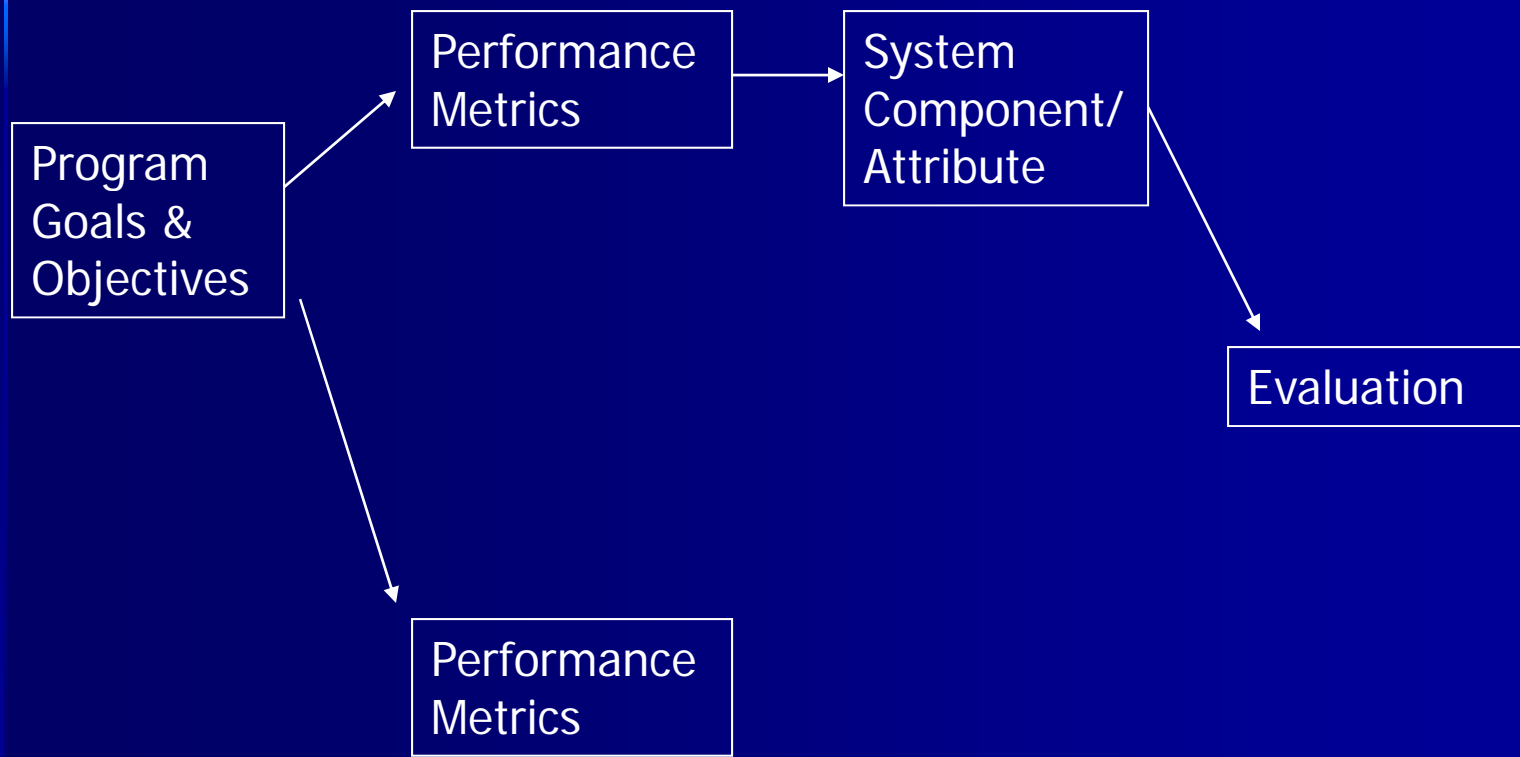 Performance
Metrics
System
Component/
Attribute
Program
Goals &
Objectives
Evaluation
Performance
Metrics